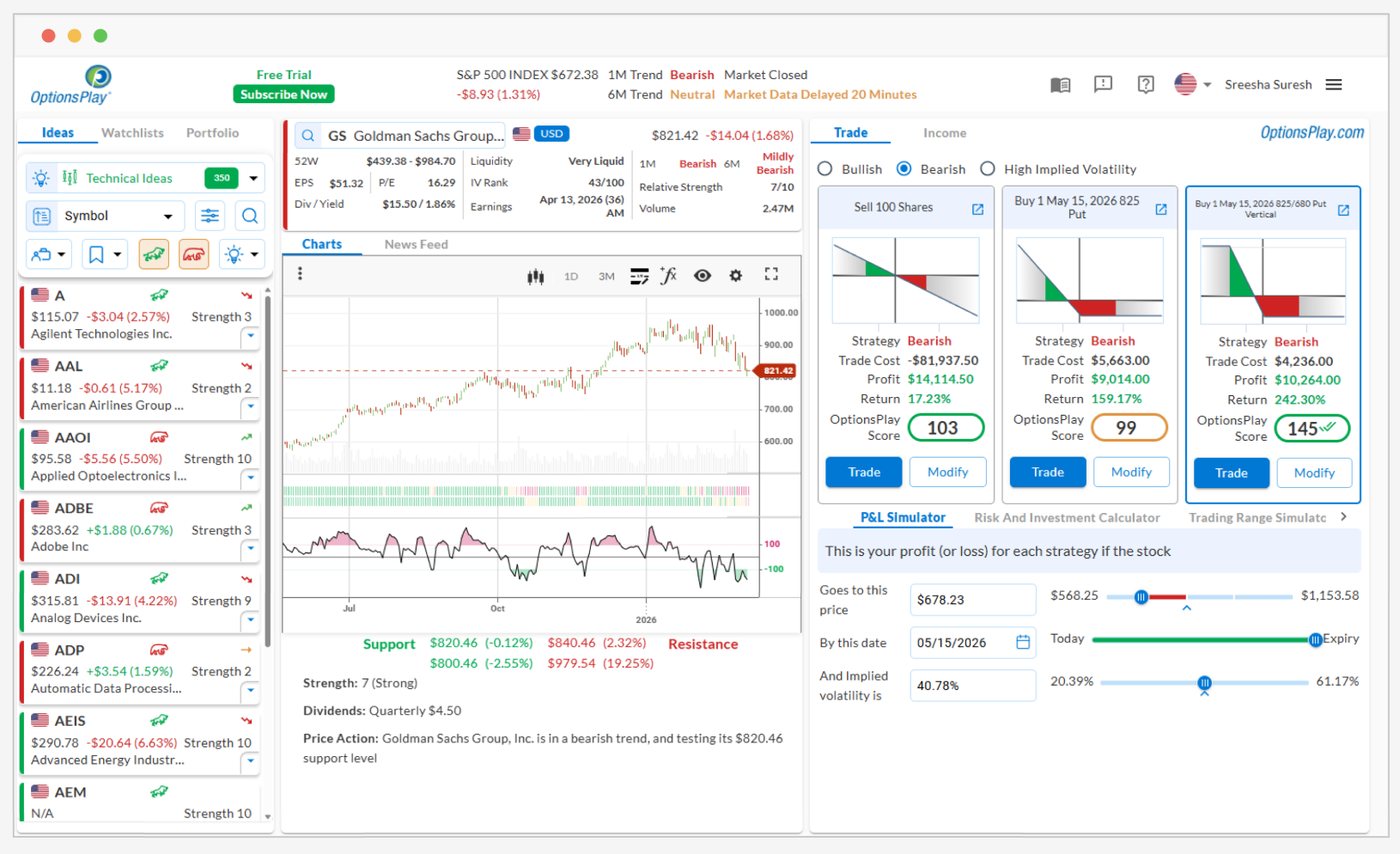 OptionsPlay
Free Trial
Subscribe Now
S&P 500 INDEX $672.38 1M Trend Bearish Market Closed
-$8.93 (1.31%) 6M Trend Neutral Market Data Delayed 20 Minutes
Sreesha Suresh
Ideas Watchlists Portfolio
Technical Ideas 350
Symbol
A
$115.07 -$3.04 (2.57%) Strength 3
Agilent Technologies Inc.
AAL
$11.18 -$0.61 (5.17%) Strength 2
American Airlines Group ...
AAOI
$95.58 -$5.56 (5.50%) Strength 10
Applied Optoelectronics I...
ADBE
$283.62 +$1.88 (0.67%) Strength 3
Adobe Inc
ADI
$315.81 -$13.91 (4.22%) Strength 9
Analog Devices Inc.
ADP
$226.24 +$3.54 (1.59%) Strength 2
Automatic Data Processi...
AEIS
$290.78 -$20.64 (6.63%) Strength 10
Advanced Energy Industr...
AEM
N/A Strength 10
GS Goldman Sachs Group... USD $821.42 -$14.04 (1.68%)
52W $439.38 - $984.70
EPS $51.32 P/E 16.29
Div / Yield $15.50 / 1.86%
Liquidity Very Liquid
IV Rank 43/100
Earnings Apr 13, 2026 (36)
AM
1M Bearish 6M Mildly
Bearish
Relative Strength 7/10
Volume 2.47M
Charts News Feed
1D 3M
1000.00
900.00
821.42
800.00
700.00
600.00
100
-100
Jul Oct 2026
Support $820.46 (-0.12%) $840.46 (2.32%) Resistance
$800.46 (-2.55%) $979.54 (19.25%)
Strength: 7 (Strong)
Dividends: Quarterly $4.50
Price Action: Goldman Sachs Group, Inc. is in a bearish trend, and testing its $820.46
support level
Trade Income OptionsPlay.com
Bullish Bearish High Implied Volatility
Sell 100 Shares
Strategy Bearish
Trade Cost -$81,937.50
Profit $14,114.50
Return 17.23%
OptionsPlay
Score
103
Trade Modify
Buy 1 May 15, 2026 825
Put
Strategy Bearish
Trade Cost $5,663.00
Profit $9,014.00
Return 159.17%
OptionsPlay
Score
99
Trade Modify
Buy 1 May 15, 2026 825/680 Put
Vertical
Strategy Bearish
Trade Cost $4,236.00
Profit $10,264.00
Return 242.30%
OptionsPlay
Score
145
Trade Modify
P&L Simulator Risk And Investment Calculator Trading Range Simulatc
This is your profit (or loss) for each strategy if the stock
Goes to this
price
$678.23
$568.25 $1,153.58
By this date 05/15/2026 Today Expiry
And Implied
volatility is
40.78%
20.39% 61.17%